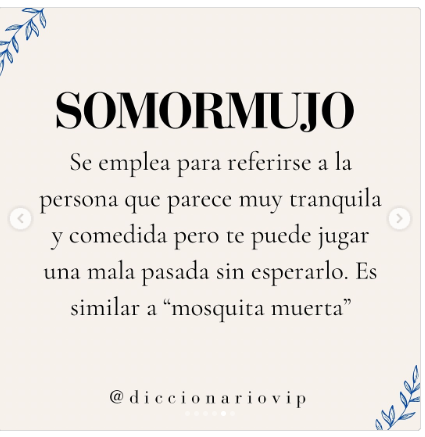 SOMORMUJO
Se emplea para referirse a la
persona que parece muy tranquila
y comedida pero te puede jugar
una mala pasada sin esperarlo. Es
similar a “mosquita muerta”
@diccionariovip